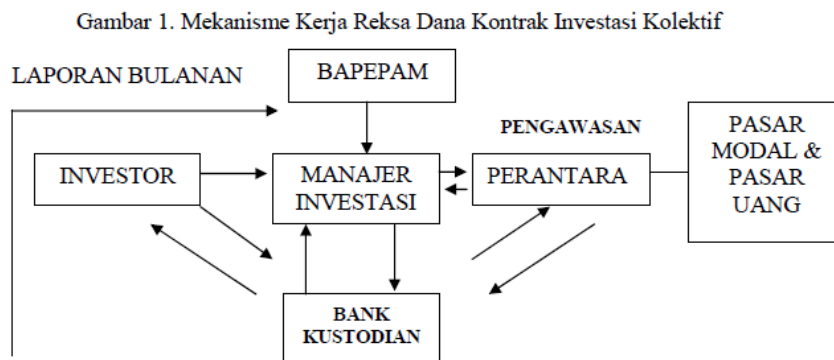 Gambar 1. Mekanisme Kerja Reksa Dana Kontrak Investasi Kolektif
LAPORAN BULANAN
BAPEPAM
PENGAWASAN
PASAR
MODAL &
PASAR
UANG
INVESTOR
MANAJER
INVESTASI
PERANTARA
BANK
KUSTODIAN